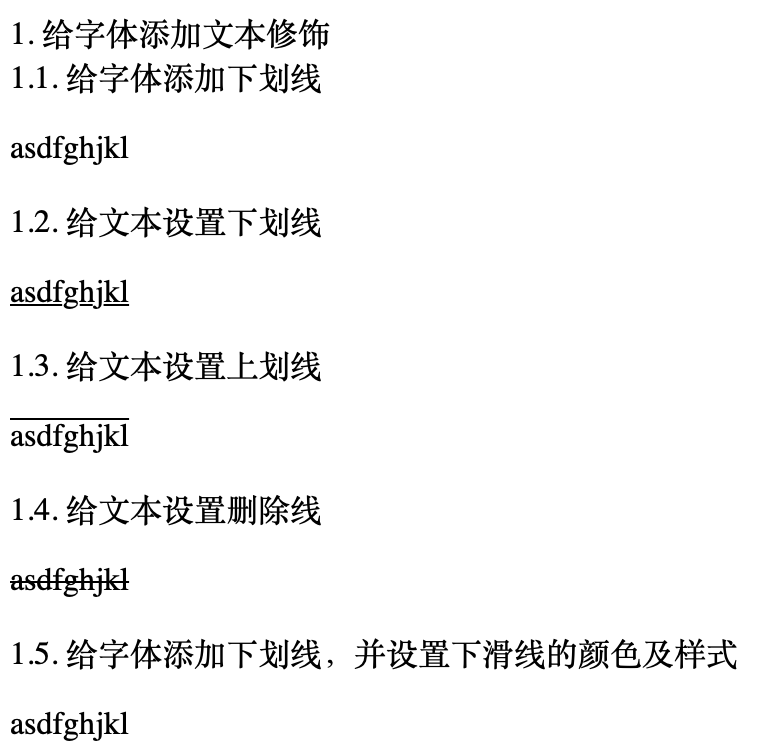 1. 给字体添加文本修饰
1.1. 给字体添加下划线
asdfghjkl
1.2. 给文本设置下划线
asdfghjkl
1.3. 给文本设置上划线
asdfghjkl
1.4. 给文本设置删除线
asdfghjkl
1.5. 给字体添加下划线，并设置下滑线的颜色及样式
asdfghjkl